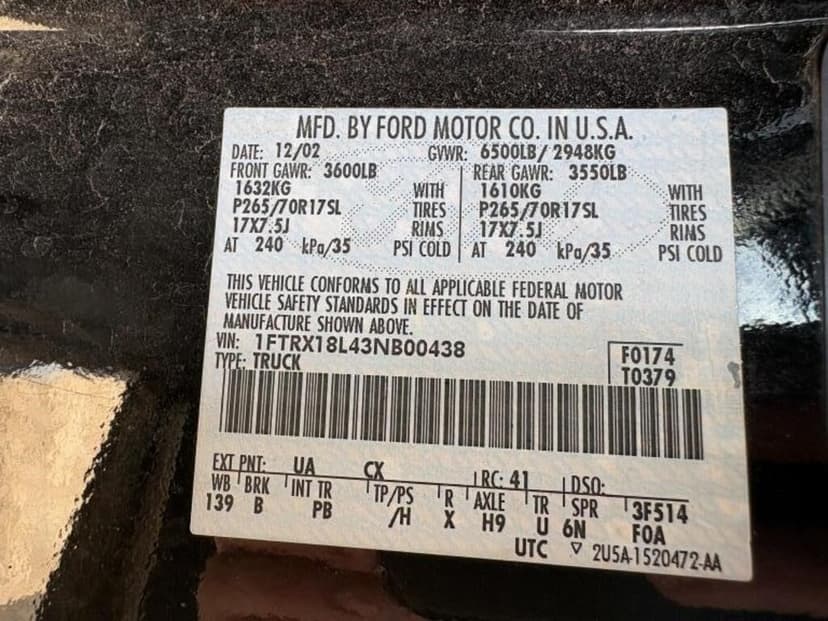 MFD. BY FORD MOTOR CO. IN U.S.A.
DATE: 12/02 GVWR: 6500LB/ 2948KG
FRONT GAWR: 3600LB REAR GAWR: 3550LB
1632KG WITH 1610KG WITH
P265/70R17SL TIRES P265/70R17SL TIRES
17X7.5J RIMS 17X7.5J RIMS
AT 240 kPa/35 PSI COLD AT 240 kPa/35 PSI COLD
THIS VEHICLE CONFORMS TO ALL APPLICABLE FEDERAL MOTOR
VEHICLE SAFETY STANDARDS IN EFFECT ON THE DATE OF
MANUFACTURE SHOWN ABOVE.
VIN: 1FTRX18L43NB00438 F0174
TYPE: TRUCK T0379
EXT PNT: UA CX RC: 41 DSO:
WB BRK INT TR TP/PS R AXLE TR SPR 3F514
139 B PB /H X H9 U 6N F0A
UTC ▽ 2U5A-1520472-AA